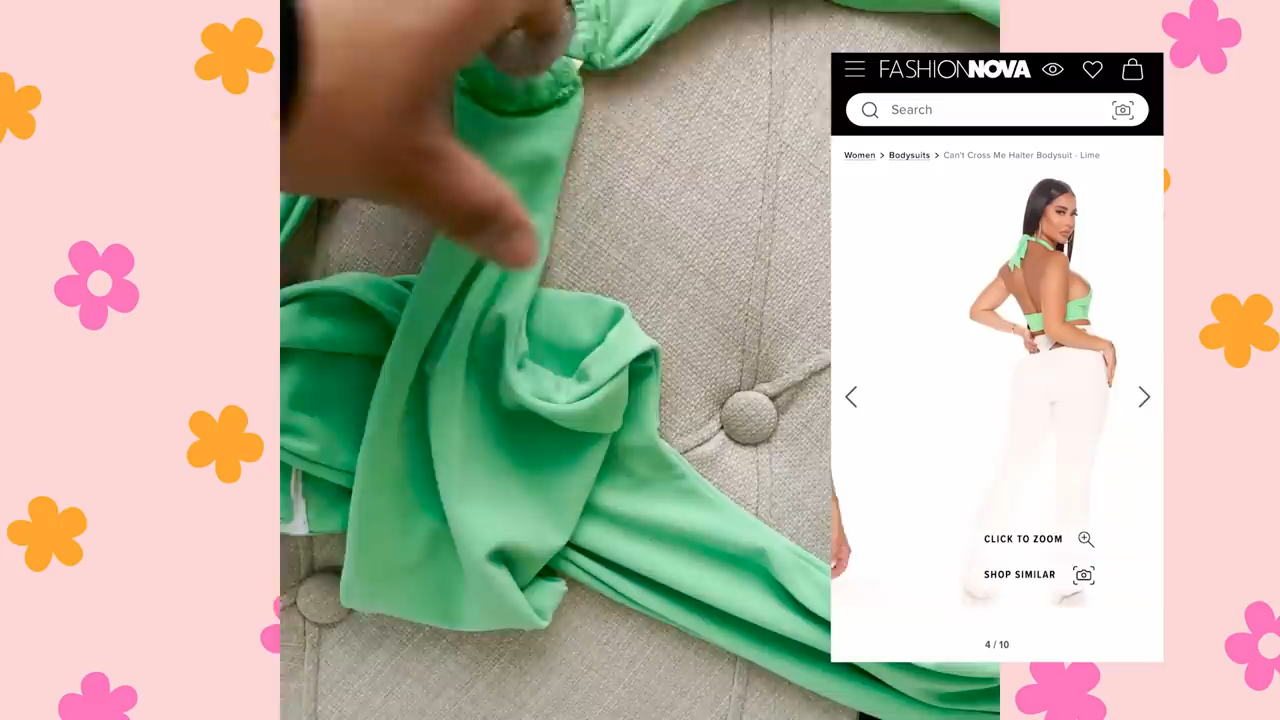 FASHIONNOVA
Search
Women > Bodysuits > Can't Cross Me Halter Bodysuit - Lime
CLICK TO ZOOM
SHOP SIMILAR
4 / 10